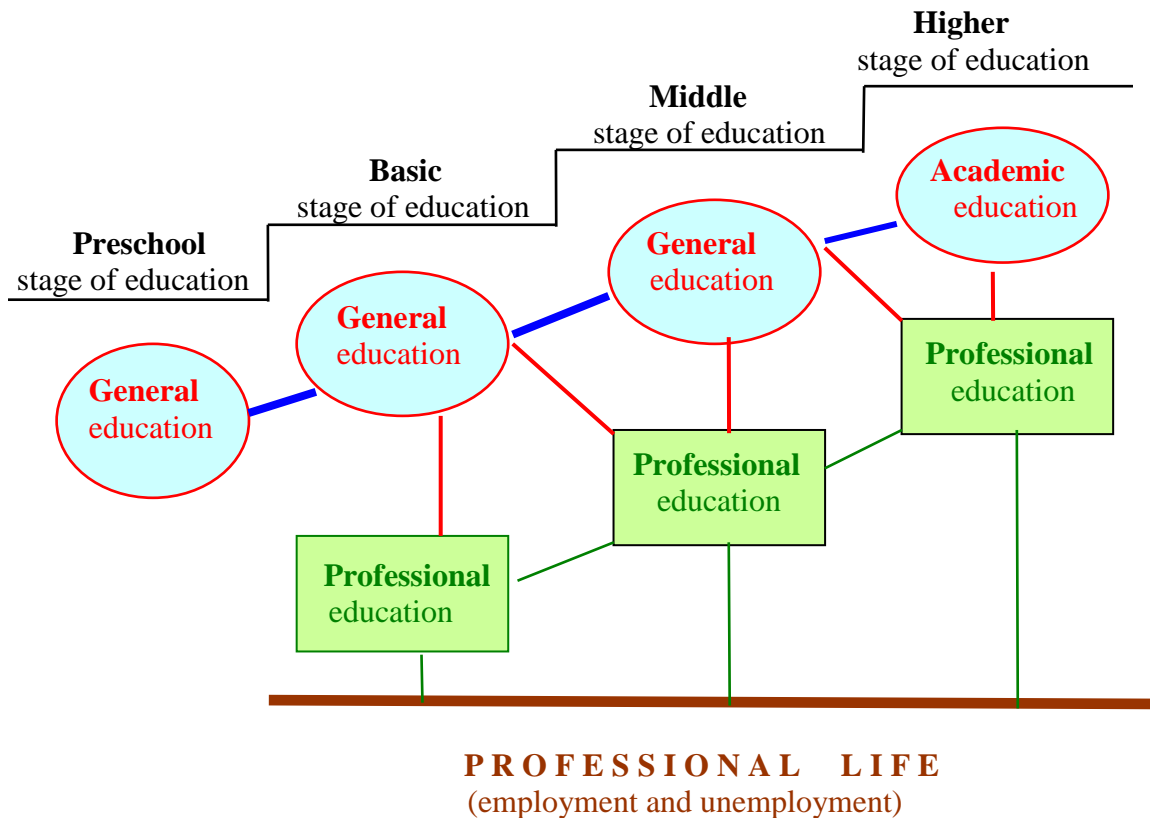 Higher
stage of education
Middle
stage of education
Basic
stage of education
Preschool
stage of education
Academic
education
General
education
General
education
General
education
Professional
education
Professional
education
Professional
education
PROFESSIONAL LIFE
(employment and unemployment)